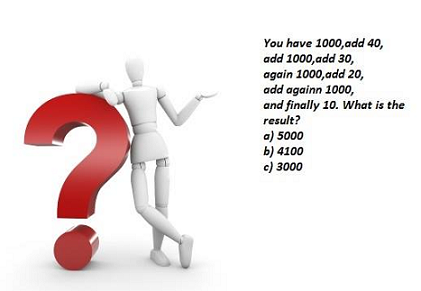 You have 1000,add 40,
add 1000,add 30,
again 1000,add 20,
add againn 1000,
and finally 10. What is the
result?
a) 5000
b) 4100
c) 3000